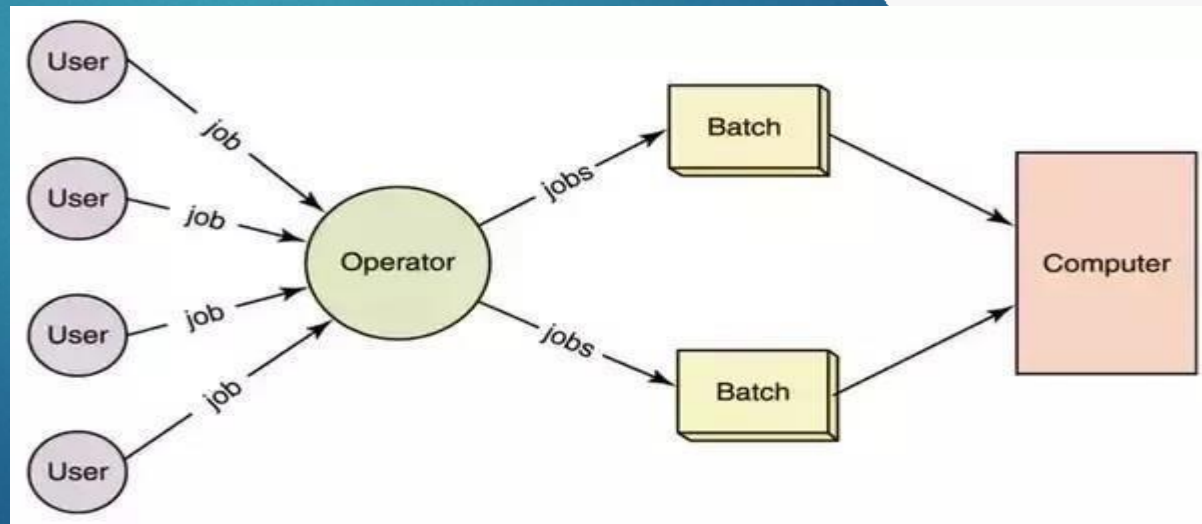 User
job
User
job
User
job
User
job
Operator
jobs
Batch
jobs
Batch
Computer